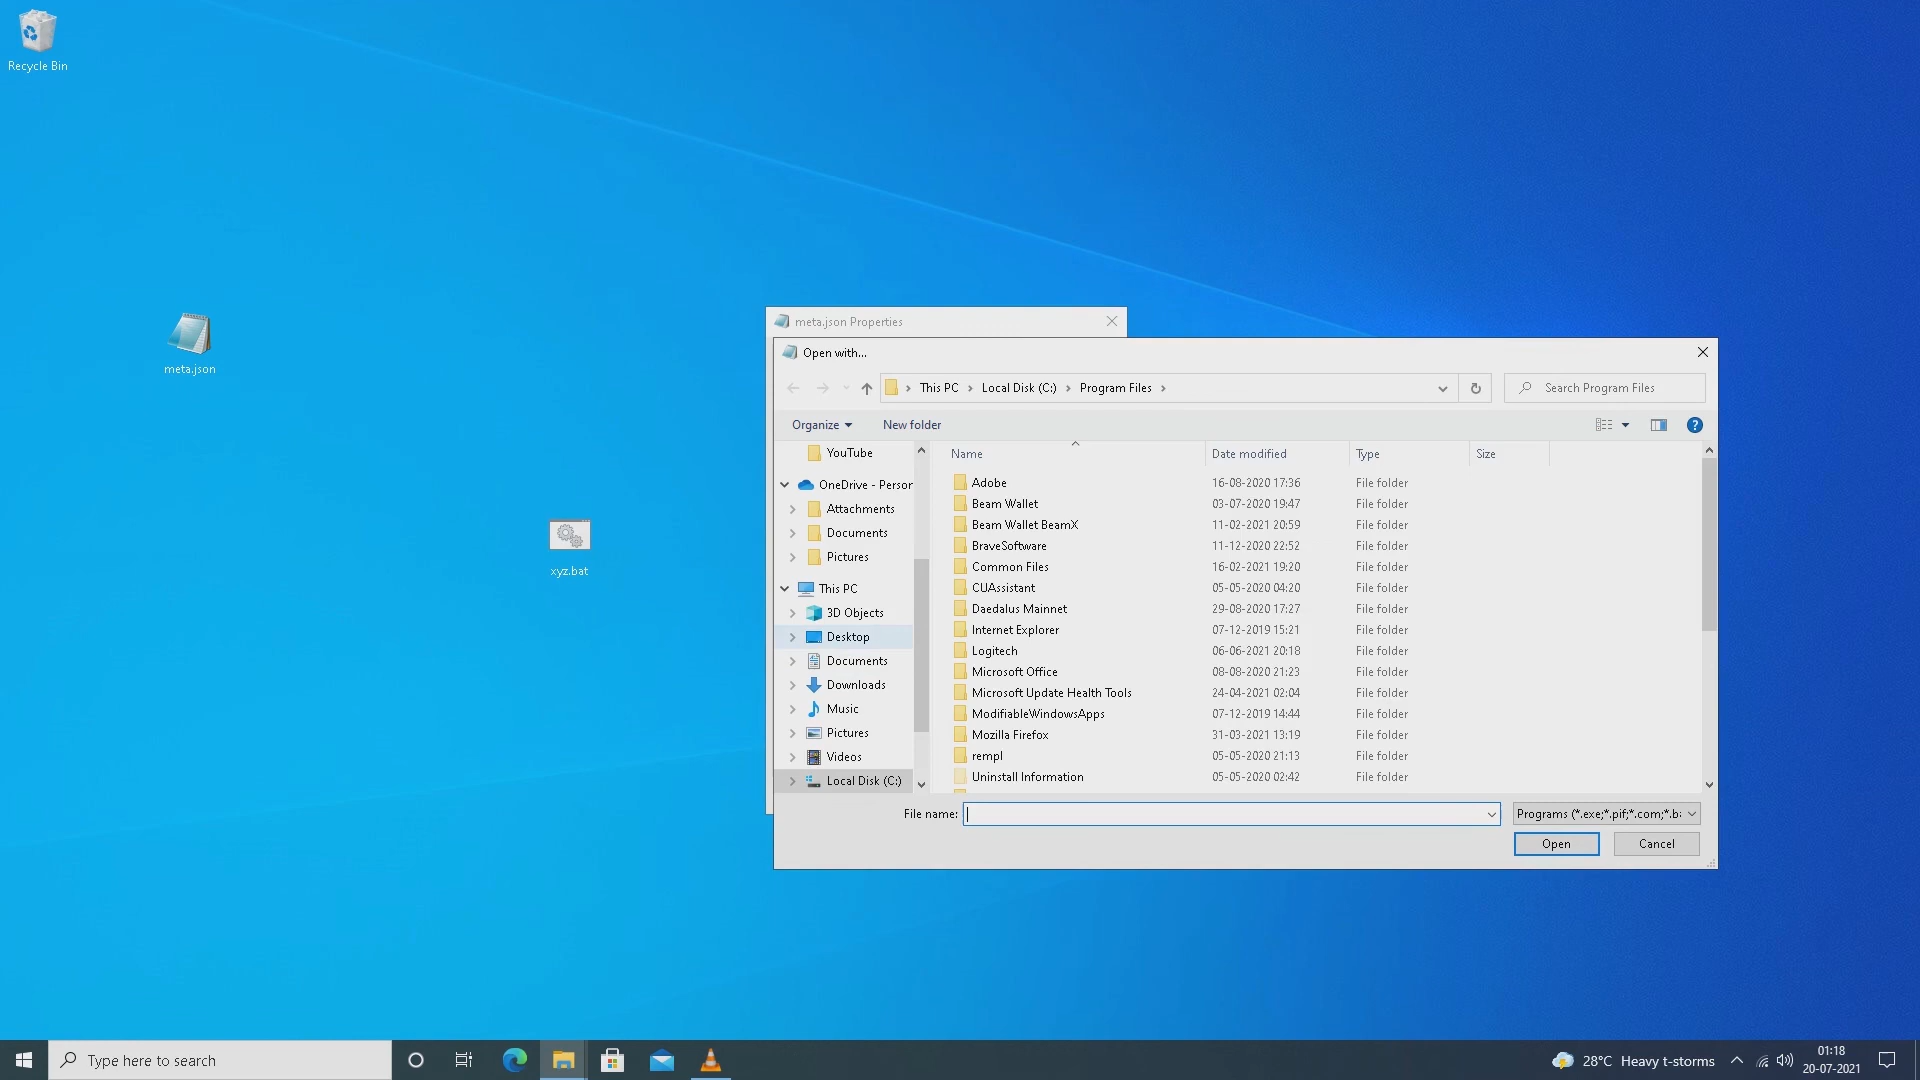 Recycle Bin
meta.json
xyz.bat
meta.json Properties
Open with...
This PC
Local Disk (C:)
Program Files
Search Program Files
Organize
New folder
YouTube
OneDrive - Person
Attachments
Documents
Pictures
This PC
3D Objects
Desktop
Documents
Downloads
Music
Pictures
Videos
Local Disk (C:)
Name Date modified Type Size
Adobe 16-08-2020 17:36 File folder
Beam Wallet 03-07-2020 19:47 File folder
Beam Wallet BeamX 11-02-2021 20:59 File folder
BraveSoftware 11-12-2020 22:52 File folder
Common Files 16-02-2021 19:20 File folder
CUAssistant 05-05-2020 04:20 File folder
Daedalus Mainnet 29-08-2020 17:27 File folder
Internet Explorer 07-12-2019 15:21 File folder
Logitech 06-06-2021 20:18 File folder
Microsoft Office 08-08-2020 21:23 File folder
Microsoft Update Health Tools 24-04-2021 02:04 File folder
ModifiableWindowsApps 07-12-2019 14:44 File folder
Mozilla Firefox 31-03-2021 13:19 File folder
rempl 05-05-2020 21:13 File folder
Uninstall Information 05-05-2020 02:42 File folder
File name:
Programs (*.exe;*.pif;*.com;*.b
Open
Cancel
Type here to search
28°C Heavy t-storms
01:18
20-07-2021